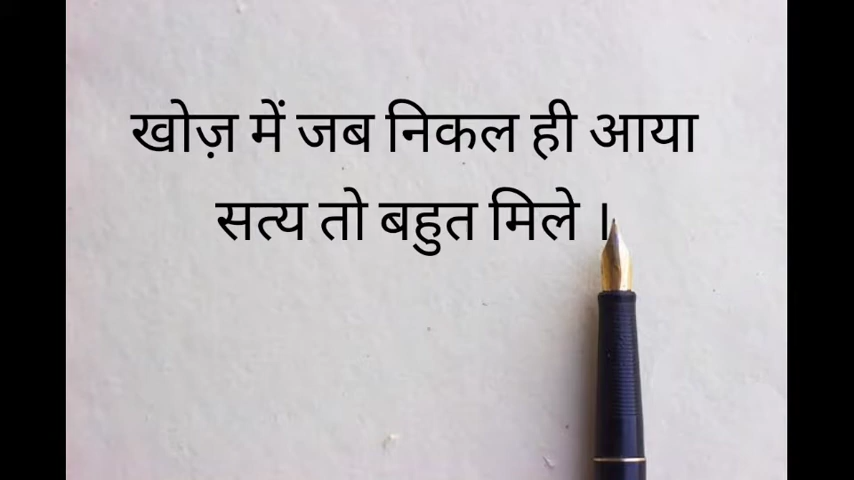 खोज़ में जब निकल ही आया
सत्य तो बहुत मिले ।